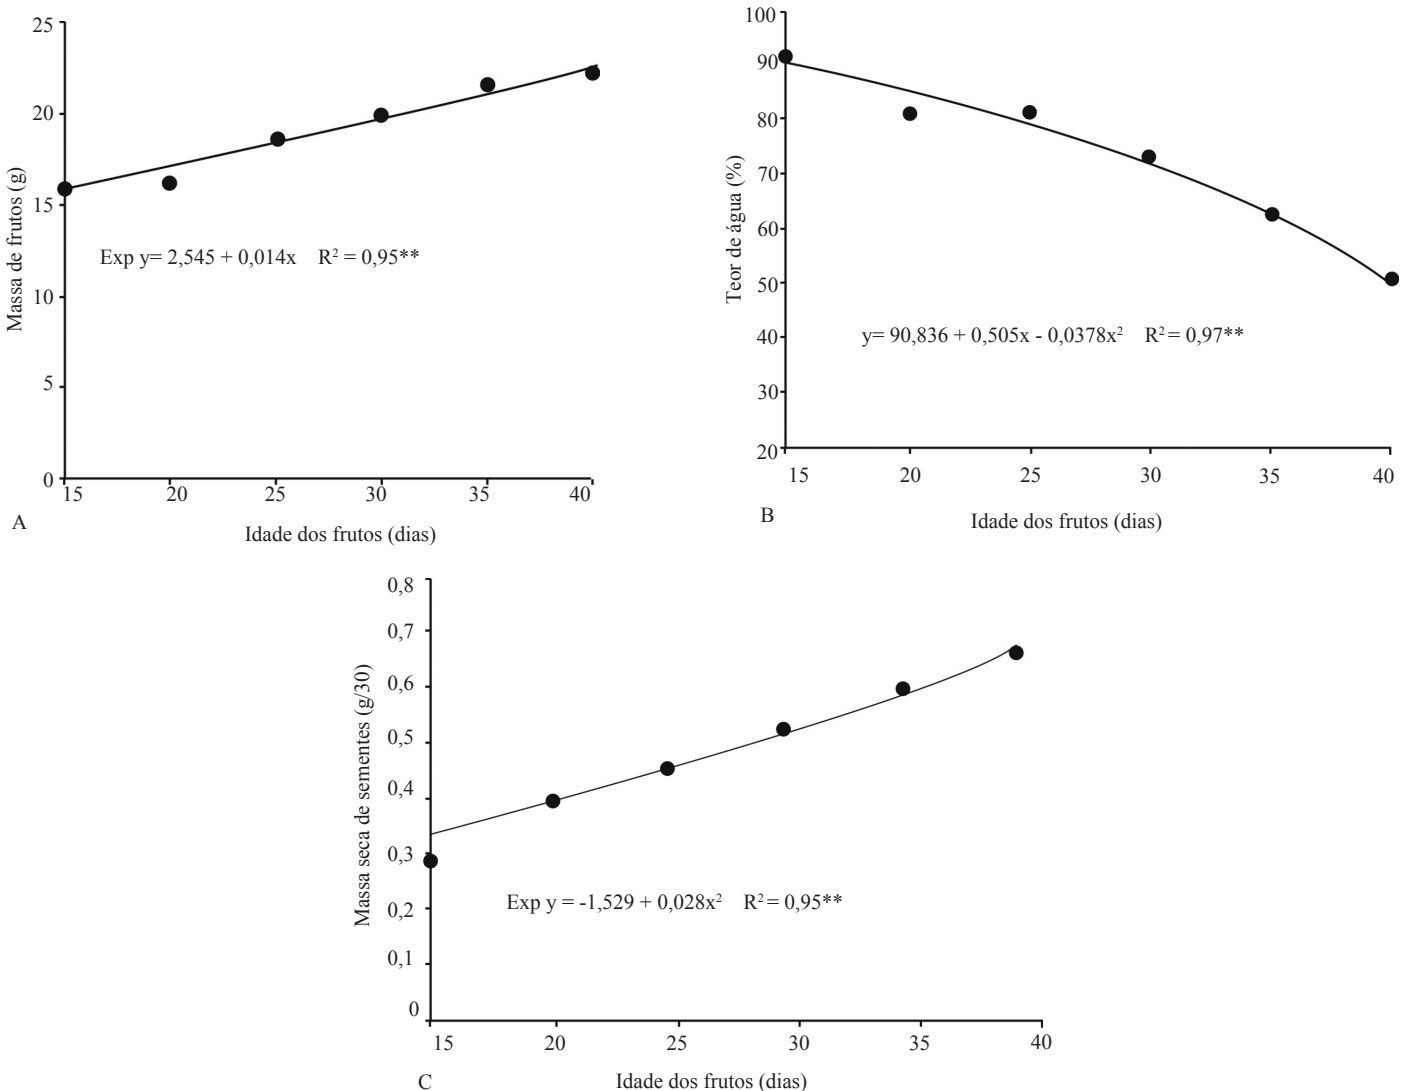 25
20
15
10
5
0
Massa de frutos (g)
Exp y= 2,545 + 0,014x R² = 0,95**
15 20 25 30 35 40
A
Idade dos frutos (dias)
100
90
80
70
60
50
40
30
20
Teor de água (%)
y= 90,836 + 0,505x - 0,0378x² R² = 0,97**
15 20 25 30 35 40
B
Idade dos frutos (dias)
0,8
0,7
0,6
0,5
0,4
0,3
0,2
0,1
0
Massa seca de sementes (g/30)
Exp y = -1,529 + 0,028x² R² = 0,95**
15 20 25 30 35 40
C
Idade dos frutos (dias)